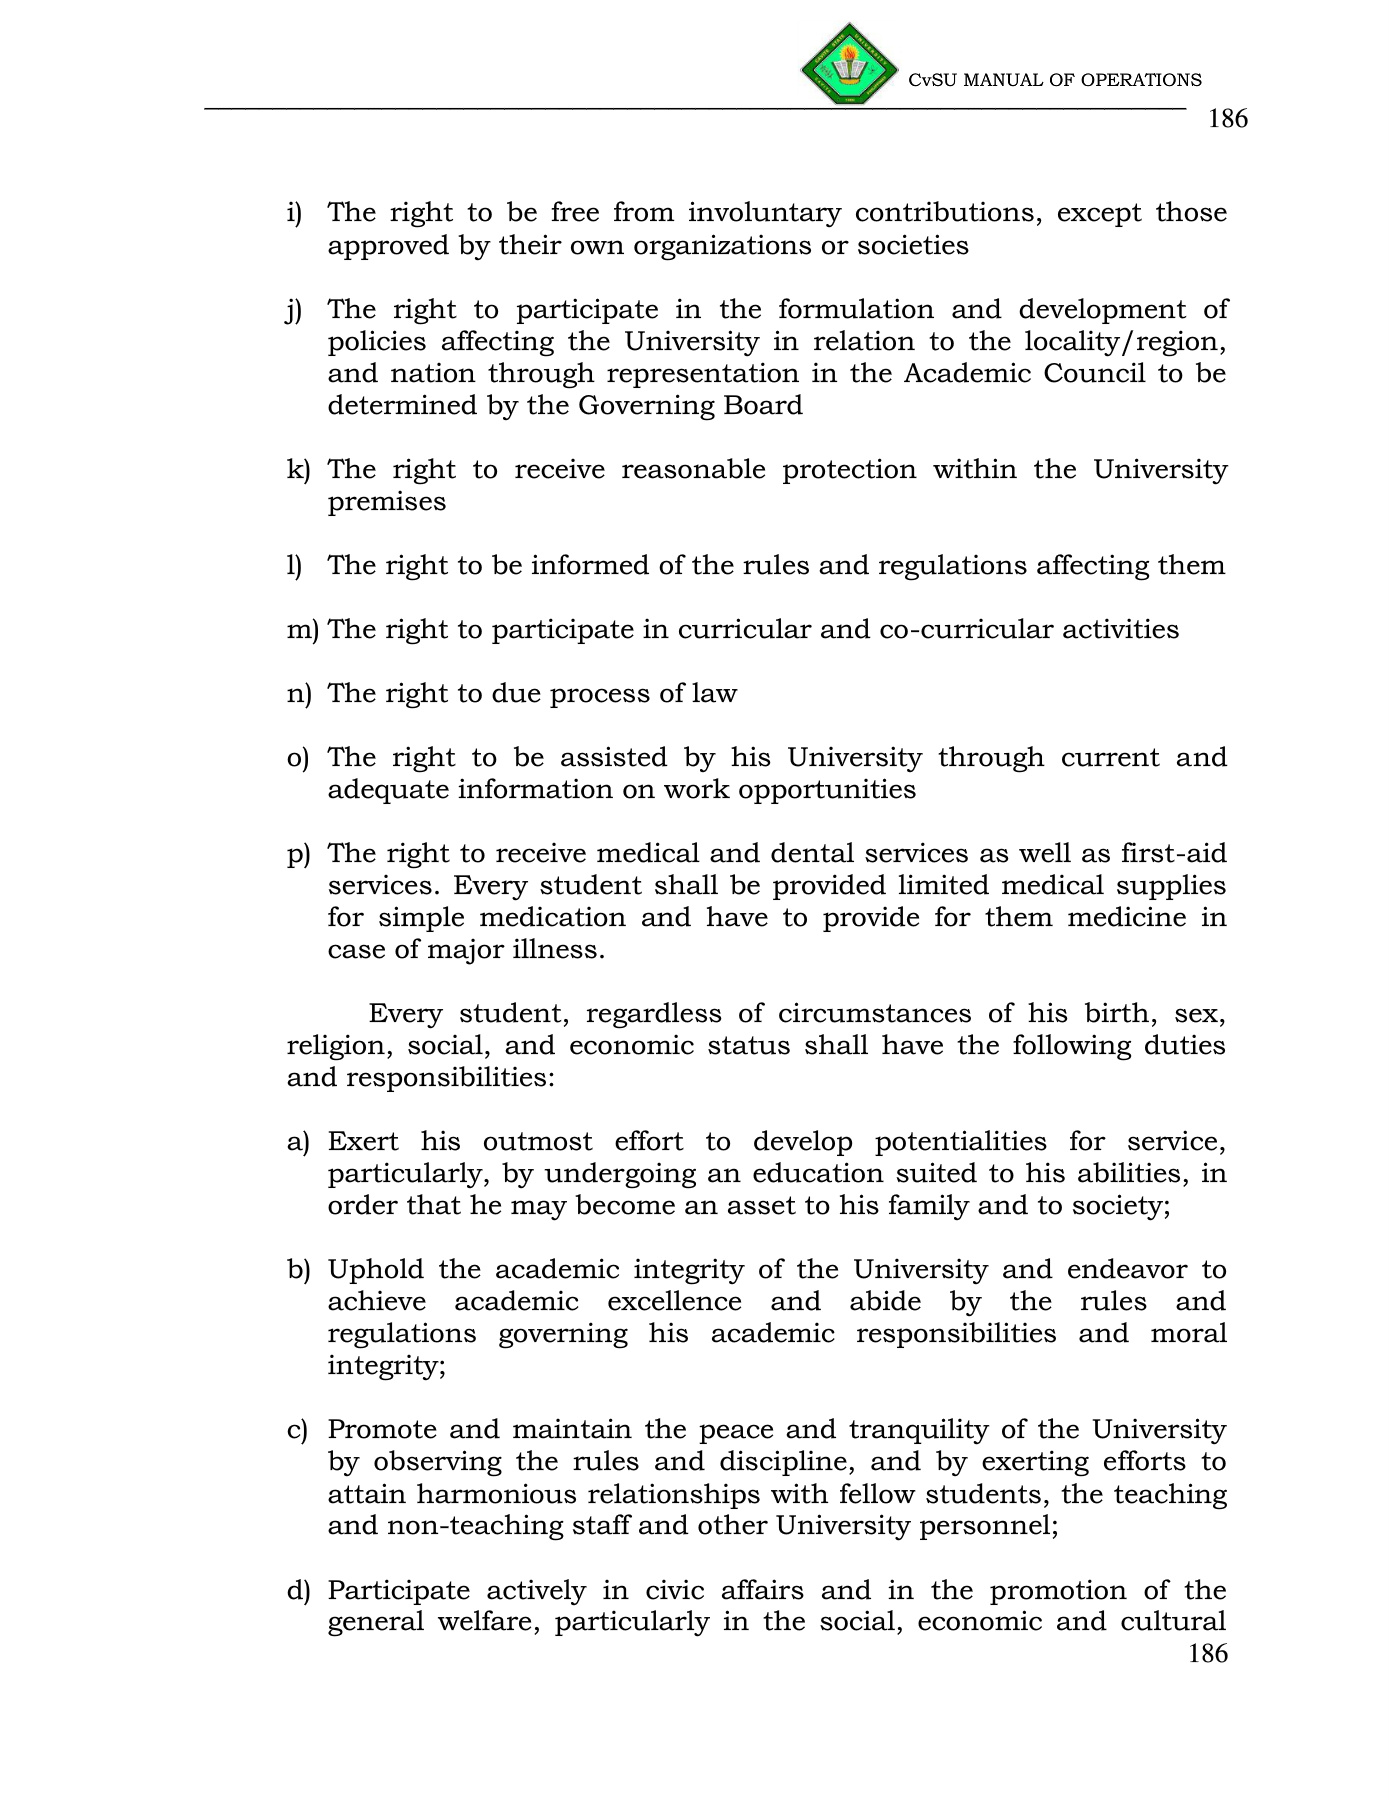 CvSU MANUAL OF OPERATIONS
186
i) The right to be free from involuntary contributions, except those
approved by their own organizations or societies
j) The right to participate in the formulation and development of
policies affecting the University in relation to the locality/region,
and nation through representation in the Academic Council to be
determined by the Governing Board
k) The right to receive reasonable protection within the University
premises
l) The right to be informed of the rules and regulations affecting them
m) The right to participate in curricular and co-curricular activities
n) The right to due process of law
o) The right to be assisted by his University through current and
adequate information on work opportunities
p) The right to receive medical and dental services as well as first-aid
services. Every student shall be provided limited medical supplies
for simple medication and have to provide for them medicine in
case of major illness.
Every student, regardless of circumstances of his birth, sex,
religion, social, and economic status shall have the following duties
and responsibilities:
a) Exert his outmost effort to develop potentialities for service,
particularly, by undergoing an education suited to his abilities, in
order that he may become an asset to his family and to society;
b) Uphold the academic integrity of the University and endeavor to
achieve academic excellence and abide by the rules and
regulations governing his academic responsibilities and moral
integrity;
c) Promote and maintain the peace and tranquility of the University
by observing the rules and discipline, and by exerting efforts to
attain harmonious relationships with fellow students, the teaching
and non-teaching staff and other University personnel;
d) Participate actively in civic affairs and in the promotion of the
general welfare, particularly in the social, economic and cultural
186